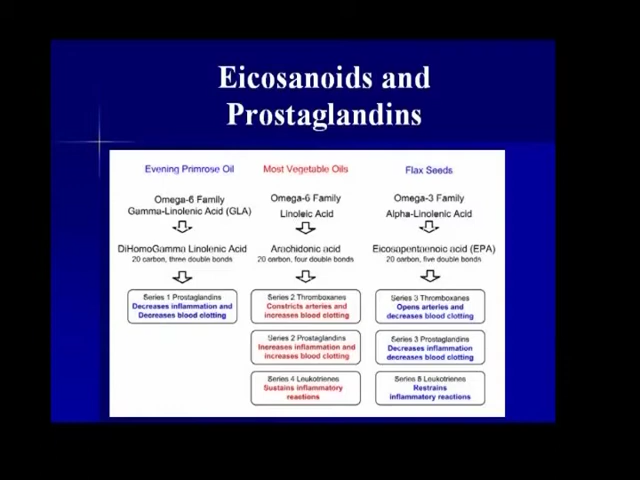 Eicosanoids and
Prostaglandins
Evening Primrose Oil
Omega-6 Family
Gamma-Linolenic Acid (GLA)
DiHomoGamma Linolenic Acid
20 carbon, three double bonds
Series 1 Prostaglandins
Decreases inflammation and
Decreases blood clotting
Most Vegetable Oils
Omega-6 Family
Linoleic Acid
Arachidonic acid
20 carbon, four double bonds
Series 2 Thromboxanes
Constricts arteries and
increases blood clotting
Series 2 Prostaglandins
Increases inflammation and
increases blood clotting
Series 4 Leukotrienes
Sustains inflammatory
reactions
Flax Seeds
Omega-3 Family
Alpha-Linolenic Acid
Eicosapentaenoic acid (EPA)
20 carbon, five double bonds
Series 3 Thromboxanes
Opens arteries and
decreases blood clotting
Series 3 Prostaglandins
Decreases inflammation
decreases blood clotting
Series 5 Leukotrienes
Restrains
inflammatory reactions